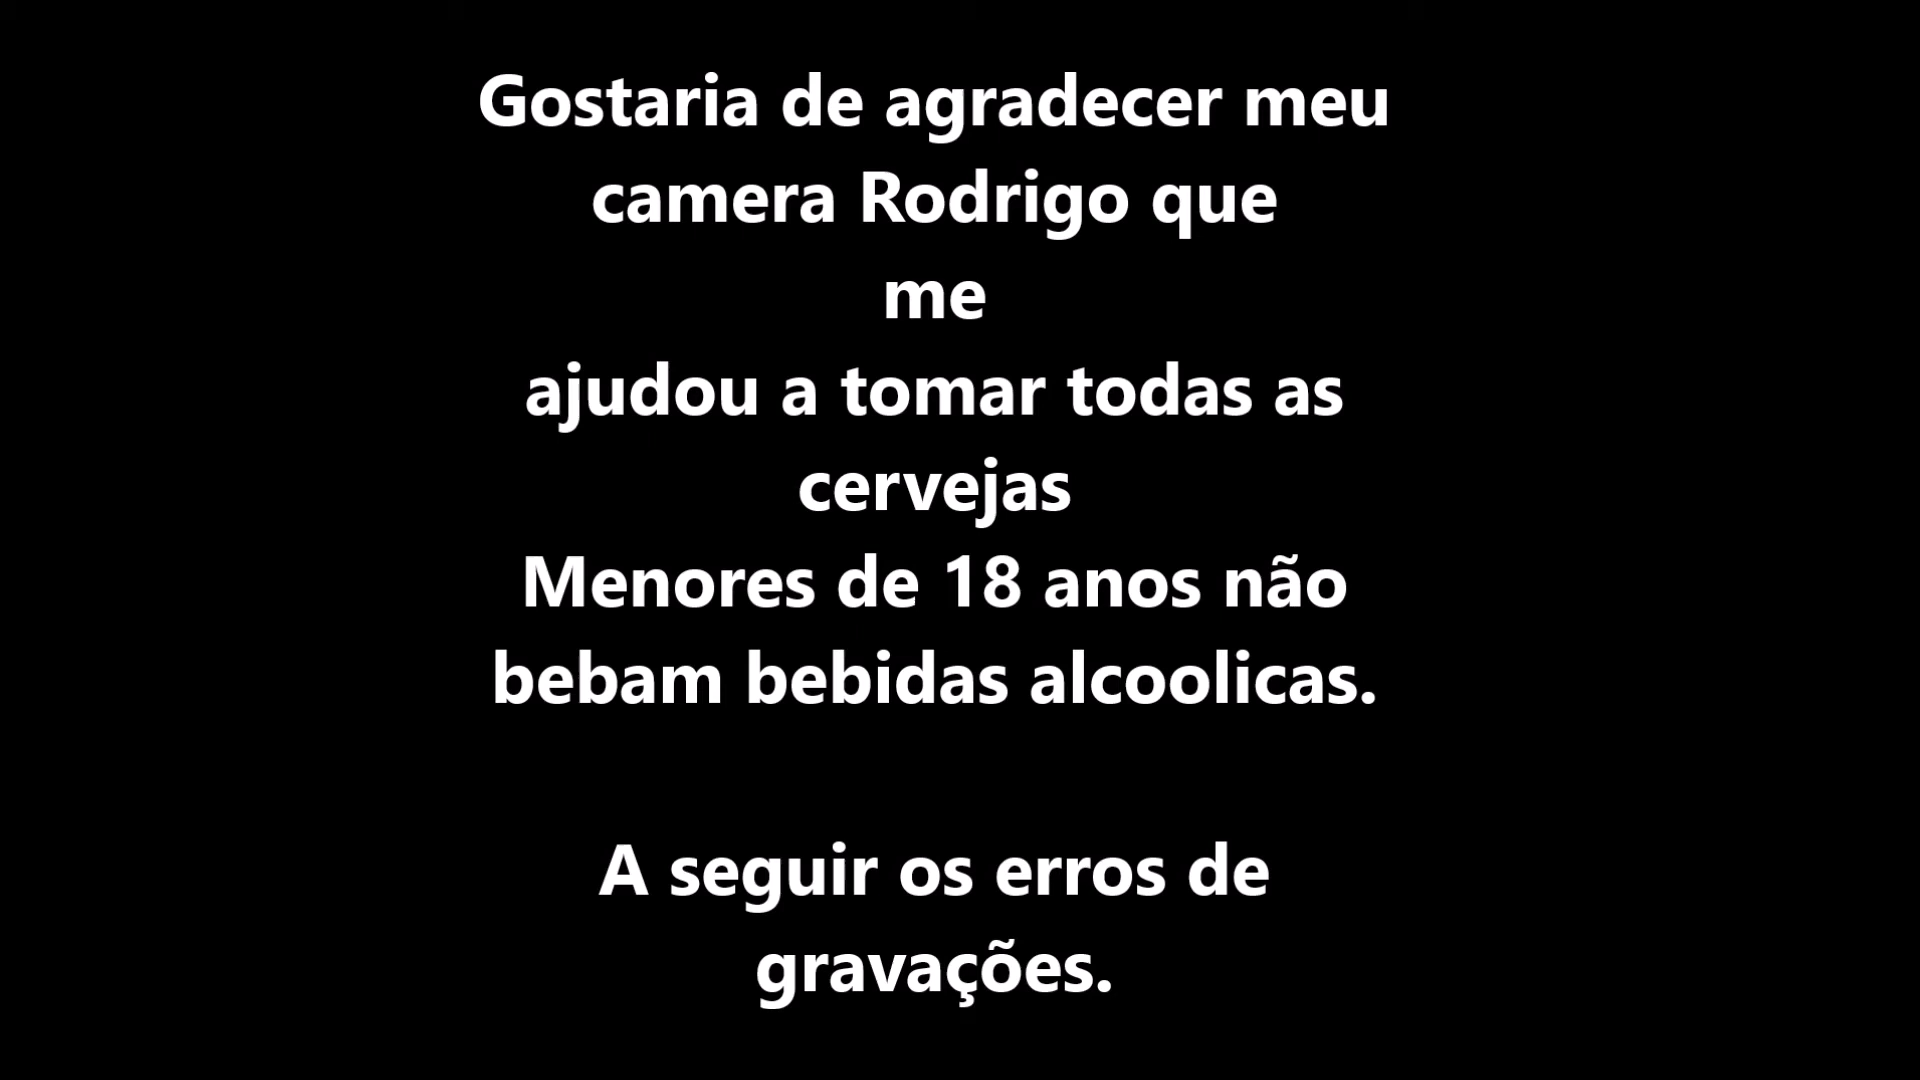 Gostaria de agradecer meu
camera Rodrigo que
me
ajudou a tomar todas as
cervejas
Menores de 18 anos não
bebam bebidas alcoolicas.
A seguir os erros de
gravações.